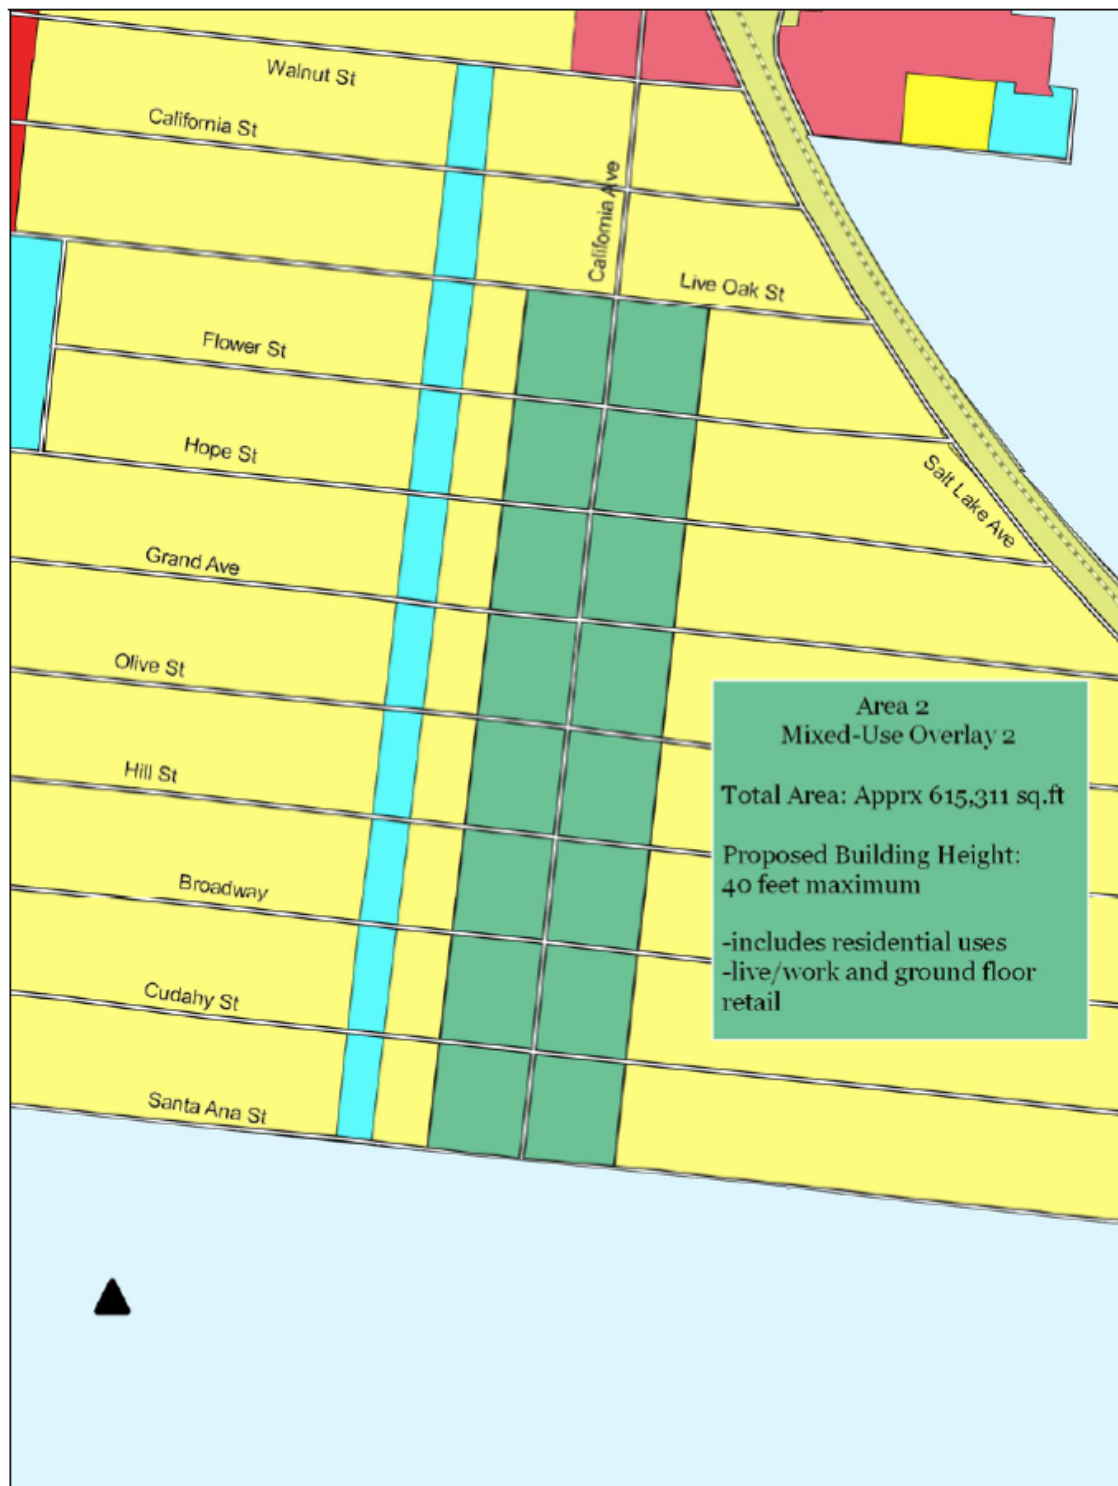 Walnut St
California St
California Ave
Live Oak St
Flower St
Hope St
Salt Lake Ave
Grand Ave
Olive St
Area 2
Mixed-Use Overlay 2
Total Area: Apprx 615,311 sq.ft
Proposed Building Height:
40 feet maximum
-includes residential uses
-live/work and ground floor
retail
Hill St
Broadway
Cudahy St
Santa Ana St